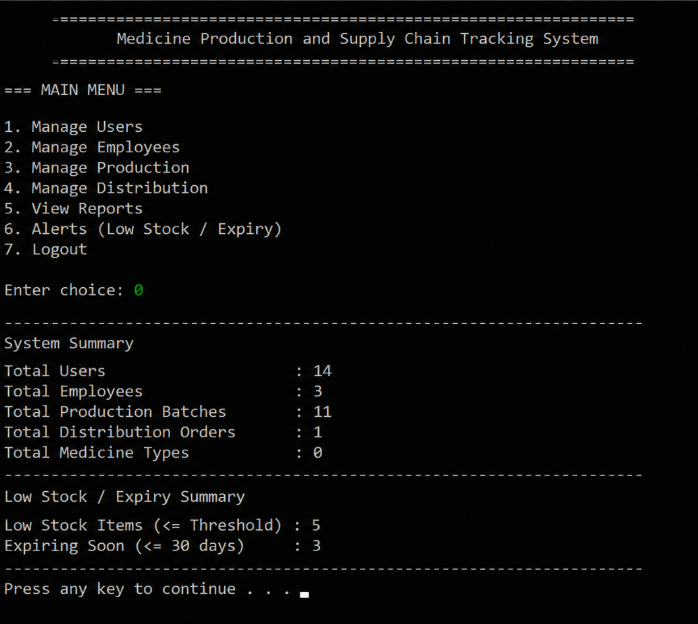 -==============================================================
Medicine Production and Supply Chain Tracking System
-==============================================================
=== MAIN MENU ===
1. Manage Users
2. Manage Employees
3. Manage Production
4. Manage Distribution
5. View Reports
6. Alerts (Low Stock / Expiry)
7. Logout
Enter choice: 0
---------------------------------------------------------------------
System Summary
Total Users : 14
Total Employees : 3
Total Production Batches : 11
Total Distribution Orders : 1
Total Medicine Types : 0
---------------------------------------------------------------------
Low Stock / Expiry Summary
Low Stock Items (<= Threshold) : 5
Expiring Soon (<= 30 days) : 3
---------------------------------------------------------------------
Press any key to continue . . .